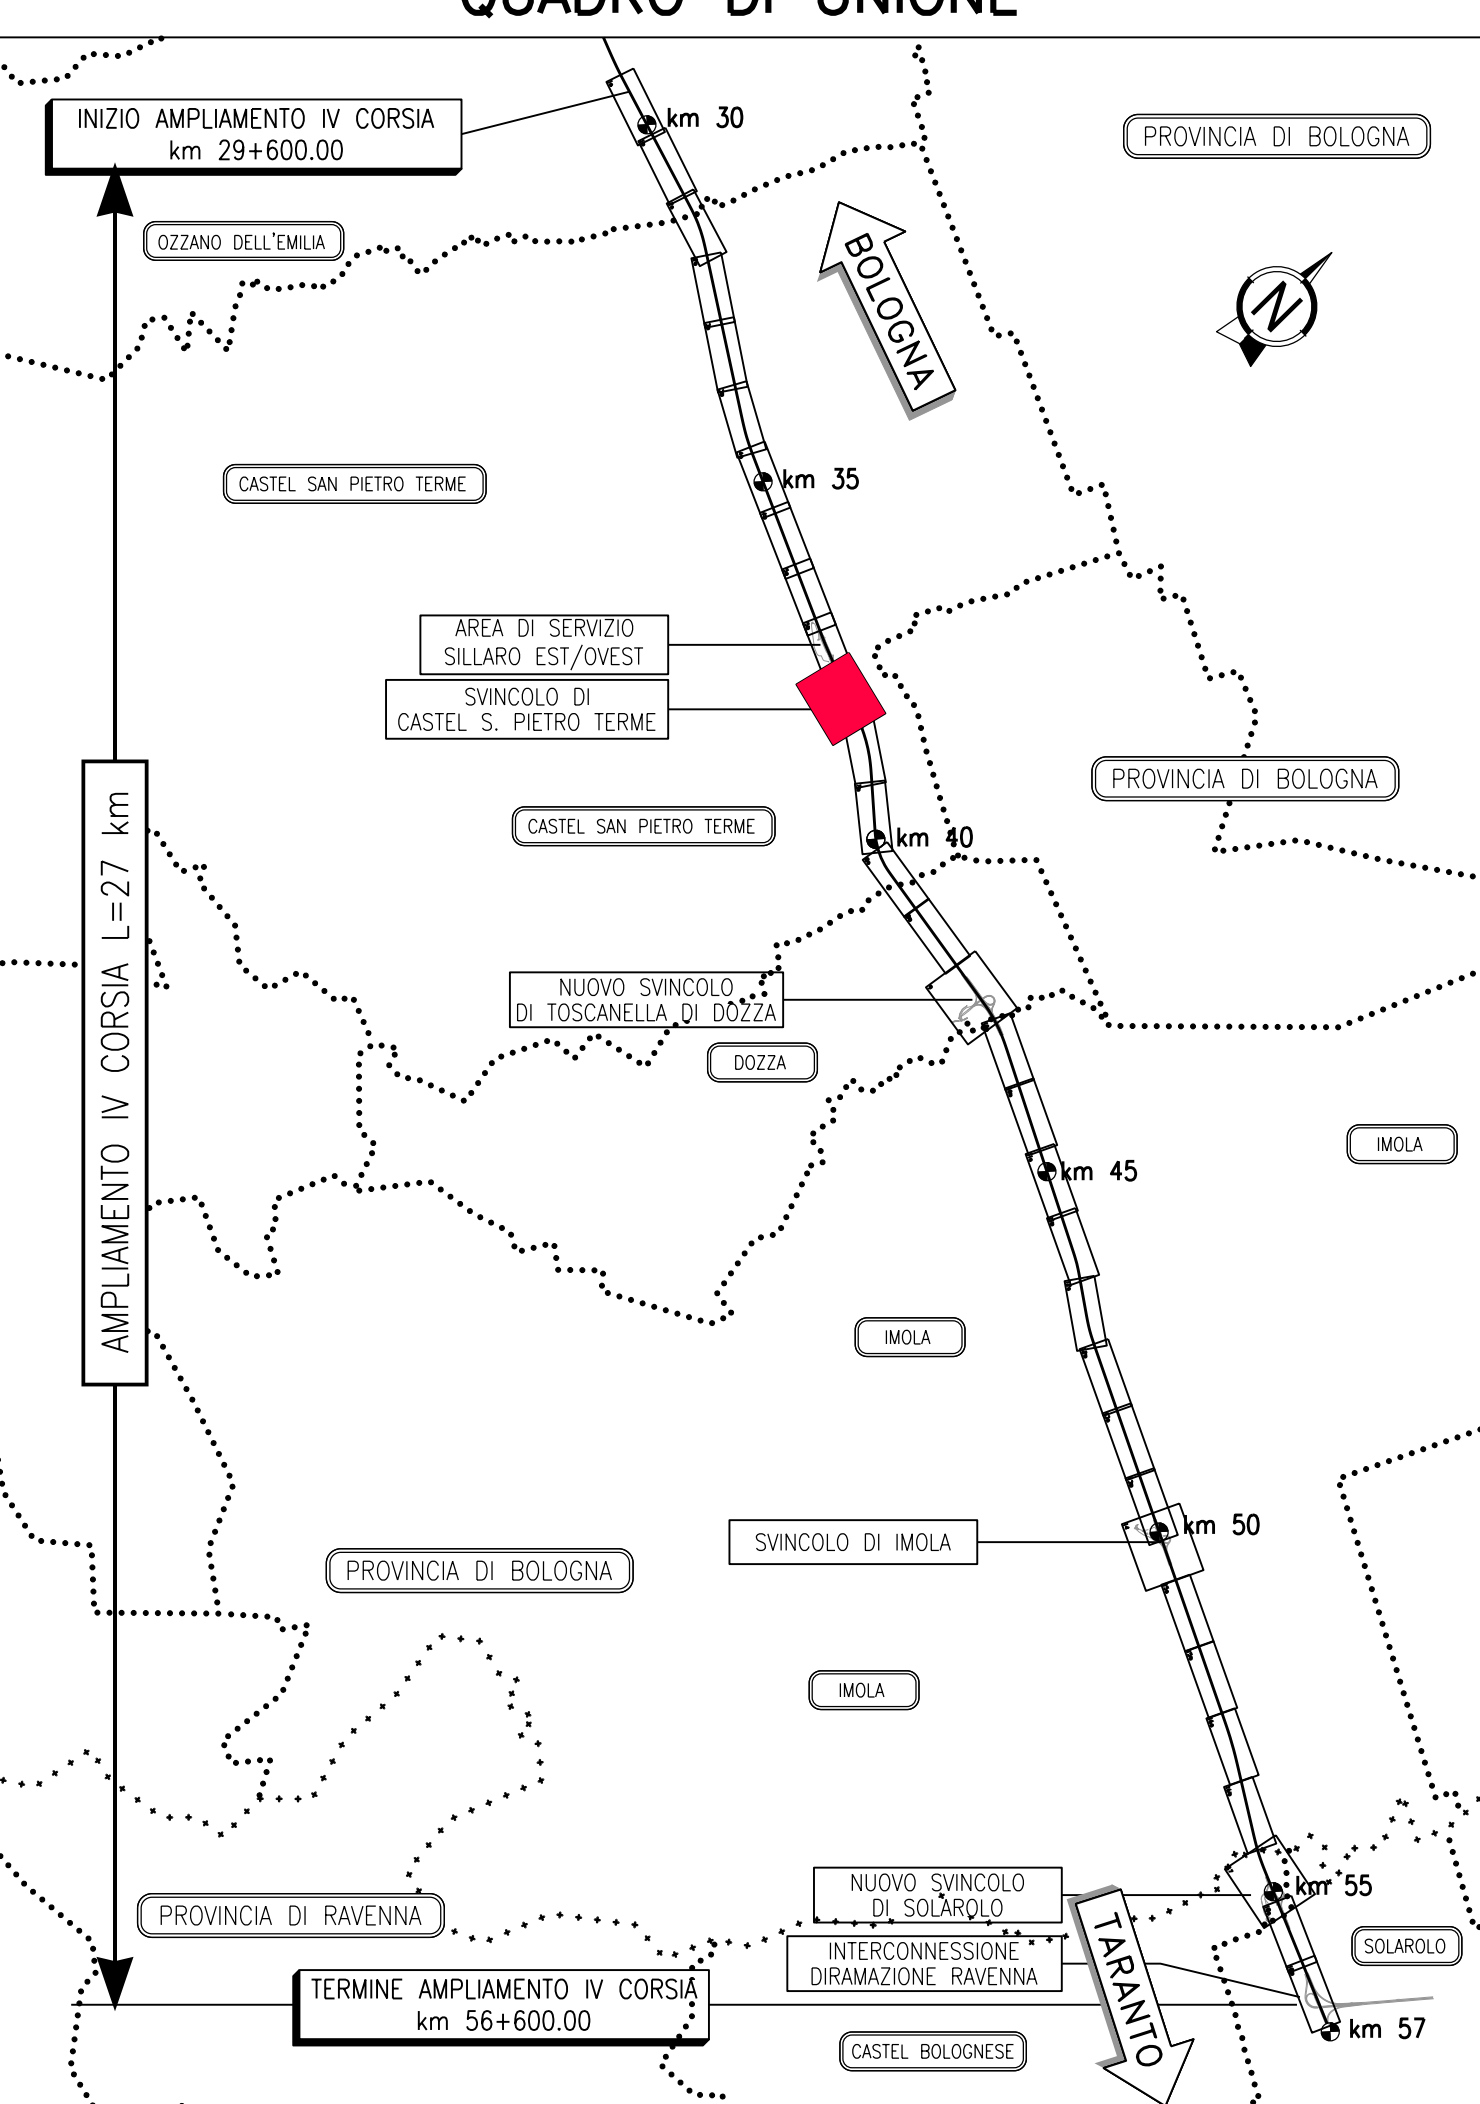 QUADRO DI UNIONE
INIZIO AMPLIAMENTO IV CORSIA
km 29+600.00
km 30
PROVINCIA DI BOLOGNA
OZZANO DELL'EMILIA
BOLOGNA
N
CASTEL SAN PIETRO TERME
km 35
AREA DI SERVIZIO
SILLARO EST/OVEST
SVINCOLO DI
CASTEL S. PIETRO TERME
PROVINCIA DI BOLOGNA
CASTEL SAN PIETRO TERME
km 40
AMPLIAMENTO IV CORSIA L=27 km
NUOVO SVINCOLO
DI TOSCANELLA DI DOZZA
DOZZA
IMOLA
km 45
IMOLA
km 50
SVINCOLO DI IMOLA
PROVINCIA DI BOLOGNA
IMOLA
NUOVO SVINCOLO
DI SOLAROLO
km 55
PROVINCIA DI RAVENNA
TARANTO
SOLAROLO
INTERCONNESSIONE
DIRAMAZIONE RAVENNA
TERMINE AMPLIAMENTO IV CORSIA
km 56+600.00
km 57
CASTEL BOLOGNESE